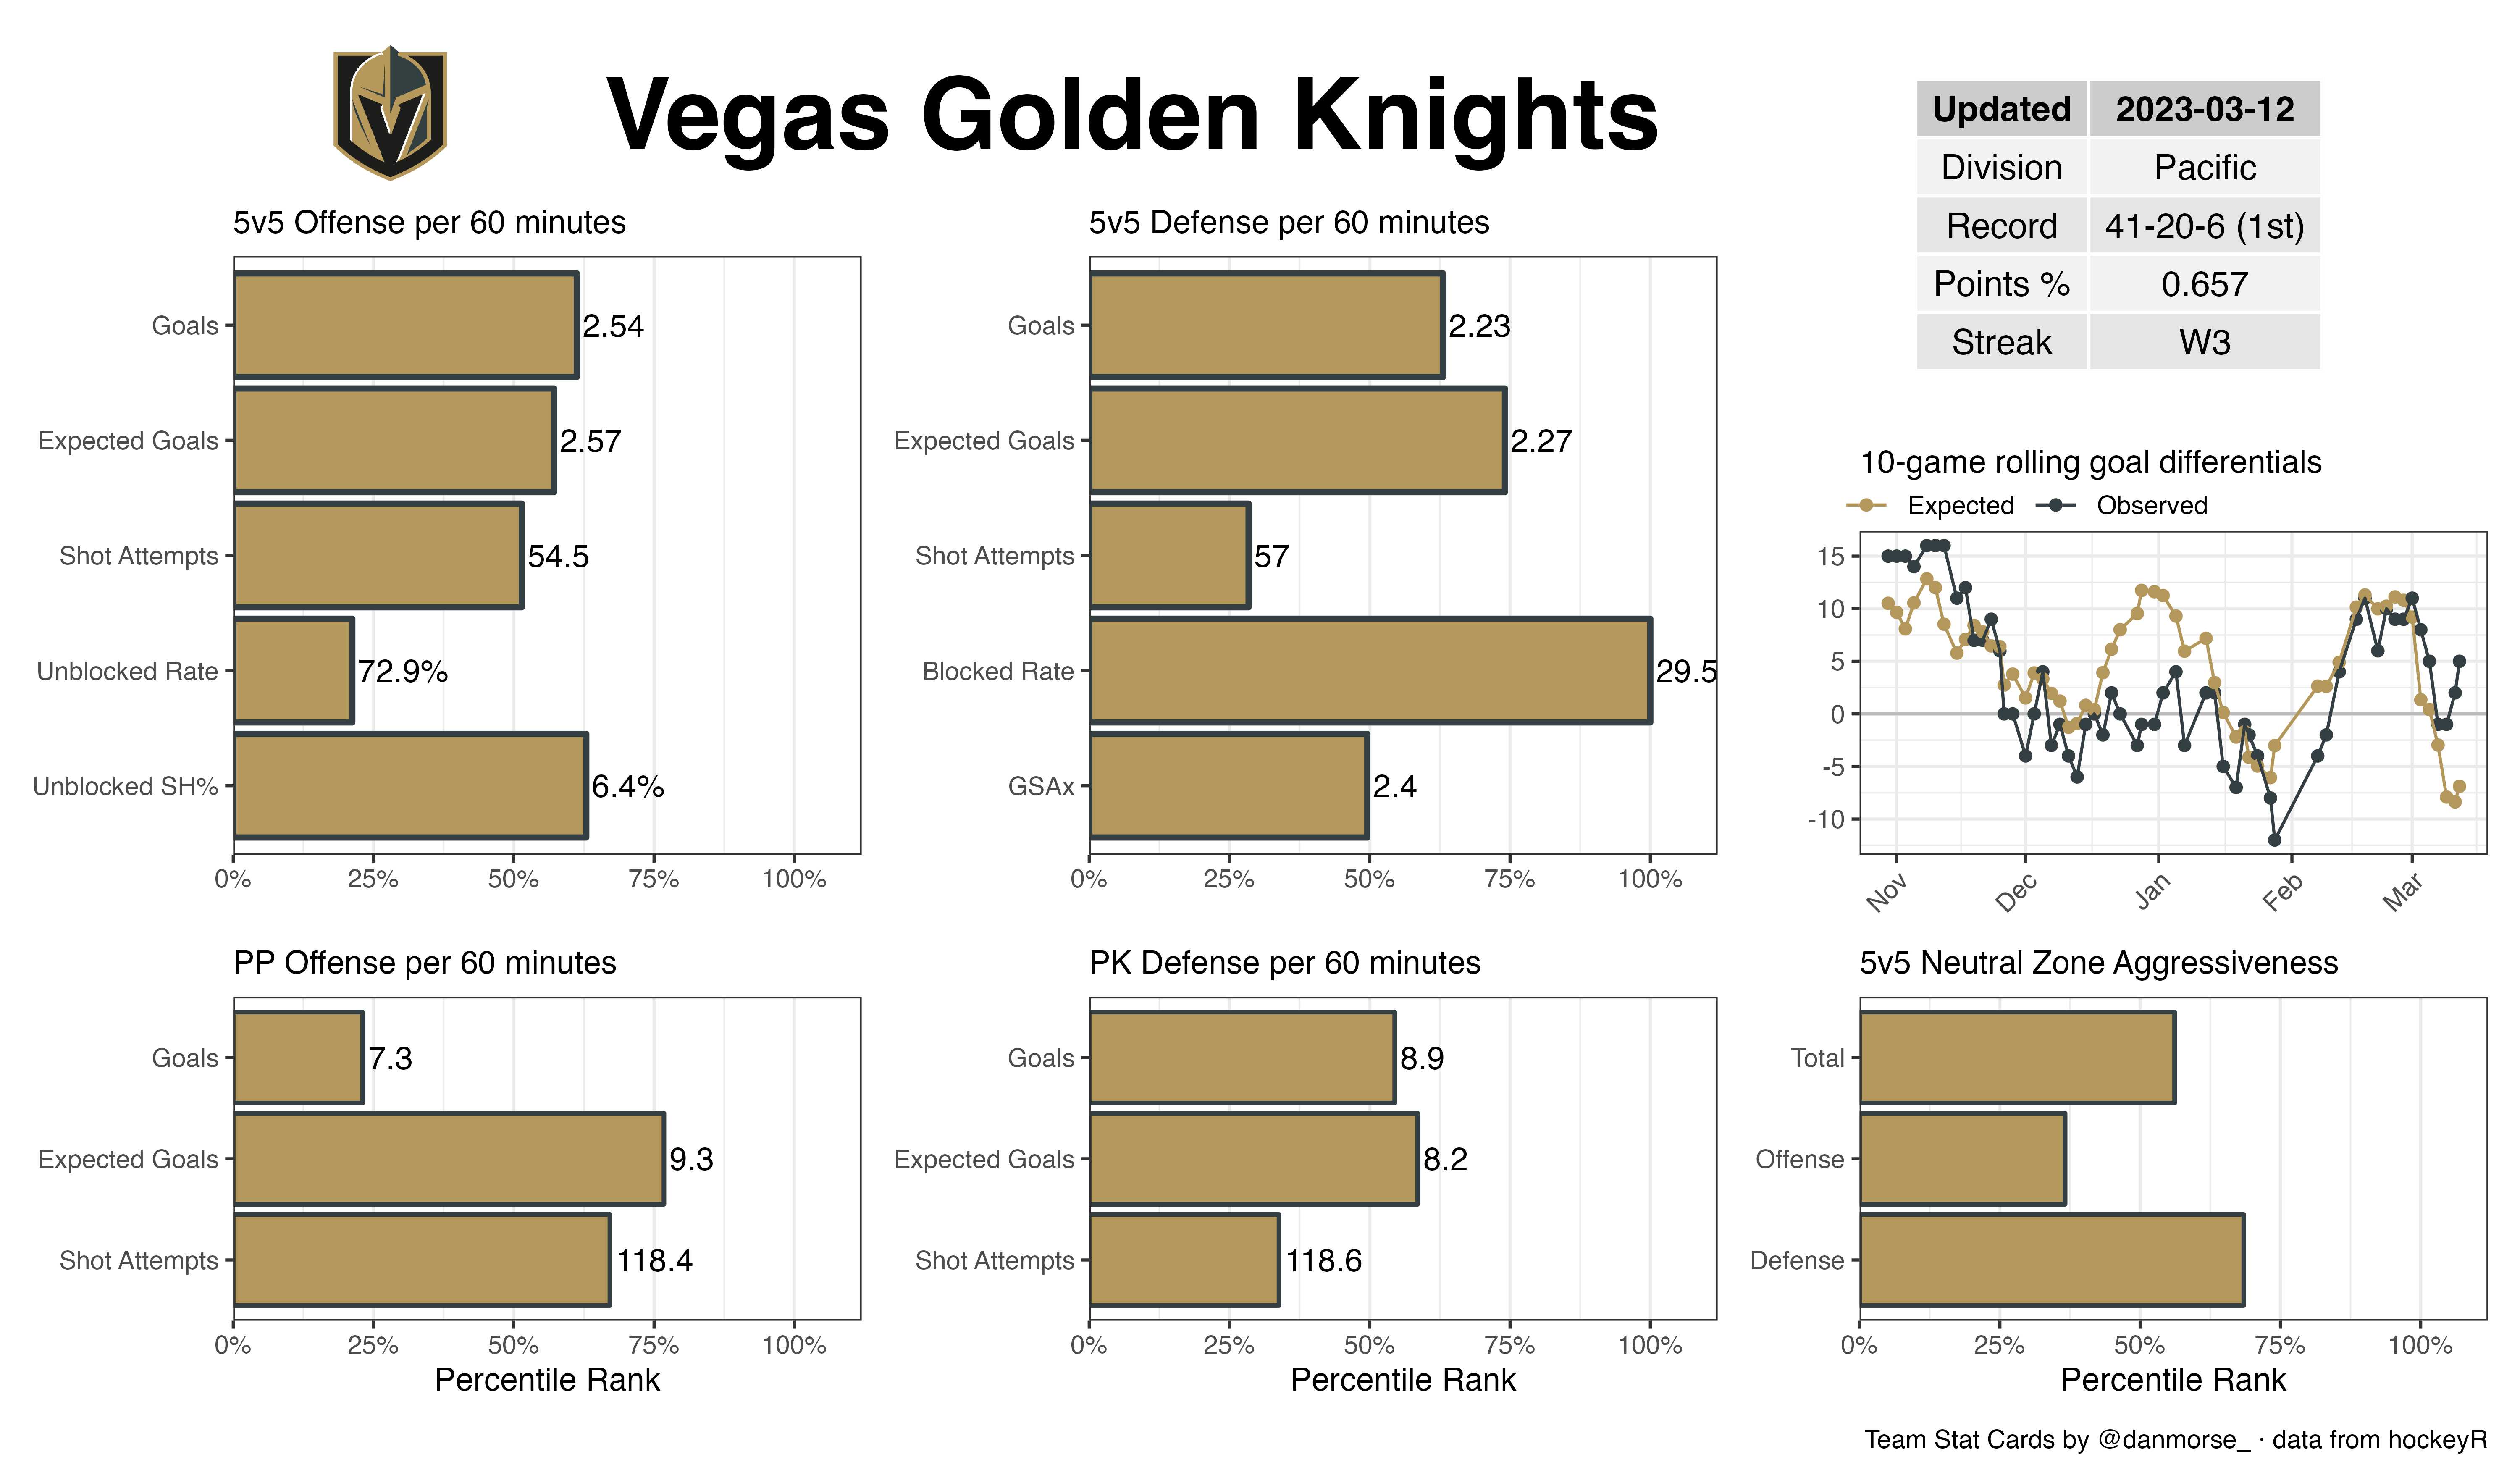 Vegas Golden Knights
Updated 2023-03-12
Division Pacific
Record 41-20-6 (1st)
Points % 0.657
Streak W3
5v5 Offense per 60 minutes
Goals 2.54
Expected Goals 2.57
Shot Attempts 54.5
Unblocked Rate 72.9%
Unblocked SH% 6.4%
0% 25% 50% 75% 100%
5v5 Defense per 60 minutes
Goals 2.23
Expected Goals 2.27
Shot Attempts 57
Blocked Rate 29.5
GSAx 2.4
0% 25% 50% 75% 100%
10-game rolling goal differentials
Expected Observed
15
10
5
0
-5
-10
Nov Dec Jan Feb Mar
PP Offense per 60 minutes
Goals 7.3
Expected Goals 9.3
Shot Attempts 118.4
0% 25% 50% 75% 100%
Percentile Rank
PK Defense per 60 minutes
Goals 8.9
Expected Goals 8.2
Shot Attempts 118.6
0% 25% 50% 75% 100%
Percentile Rank
5v5 Neutral Zone Aggressiveness
Total
Offense
Defense
0% 25% 50% 75% 100%
Percentile Rank
Team Stat Cards by @danmorse_ · data from hockeyR